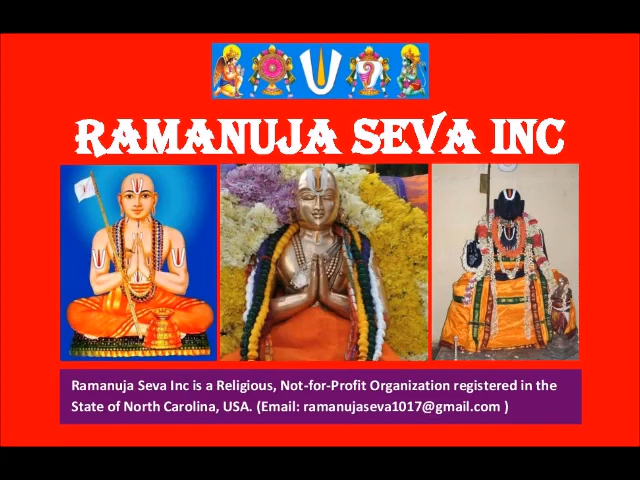 RAMANUJA SEVA INC
Ramanuja Seva Inc is a Religious, Not-for-Profit Organization registered in the
State of North Carolina, USA. (Email: ramanujaseva1017@gmail.com )